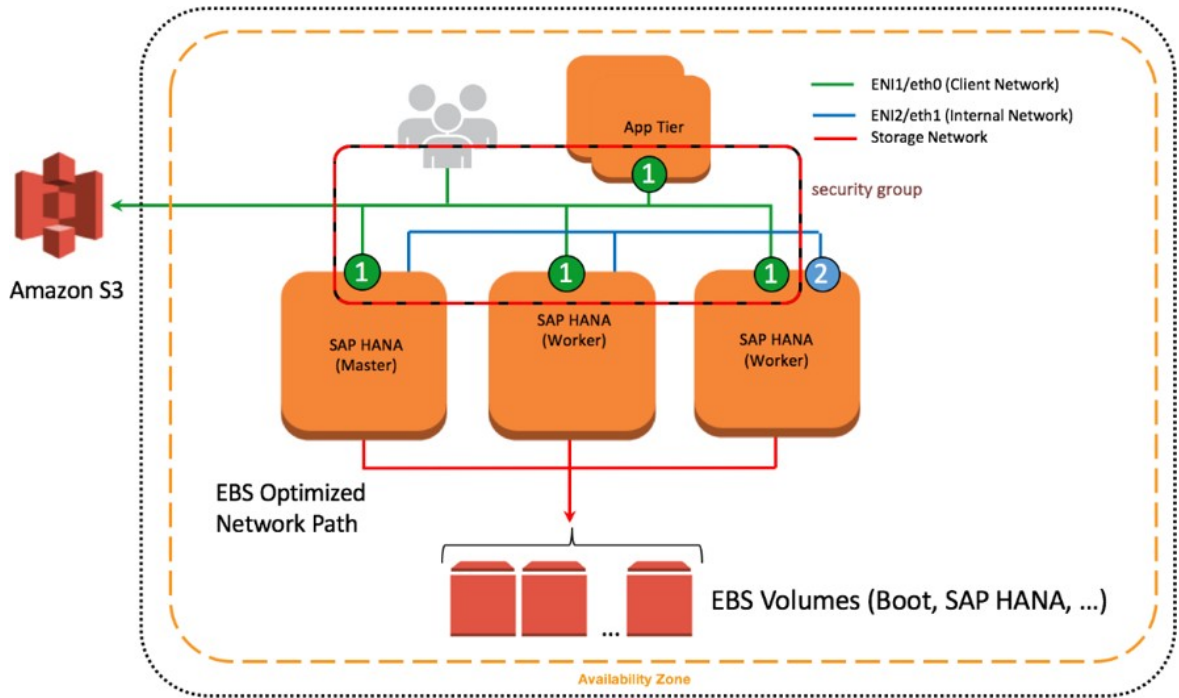 ENI1/eth0 (Client Network)
ENI2/eth1 (Internal Network)
Storage Network
App Tier
1
security group
Amazon S3
1
1
1
2
SAP HANA
(Master)
SAP HANA
(Worker)
SAP HANA
(Worker)
EBS Optimized
Network Path
EBS Volumes (Boot, SAP HANA, ...)
...
Availability Zone